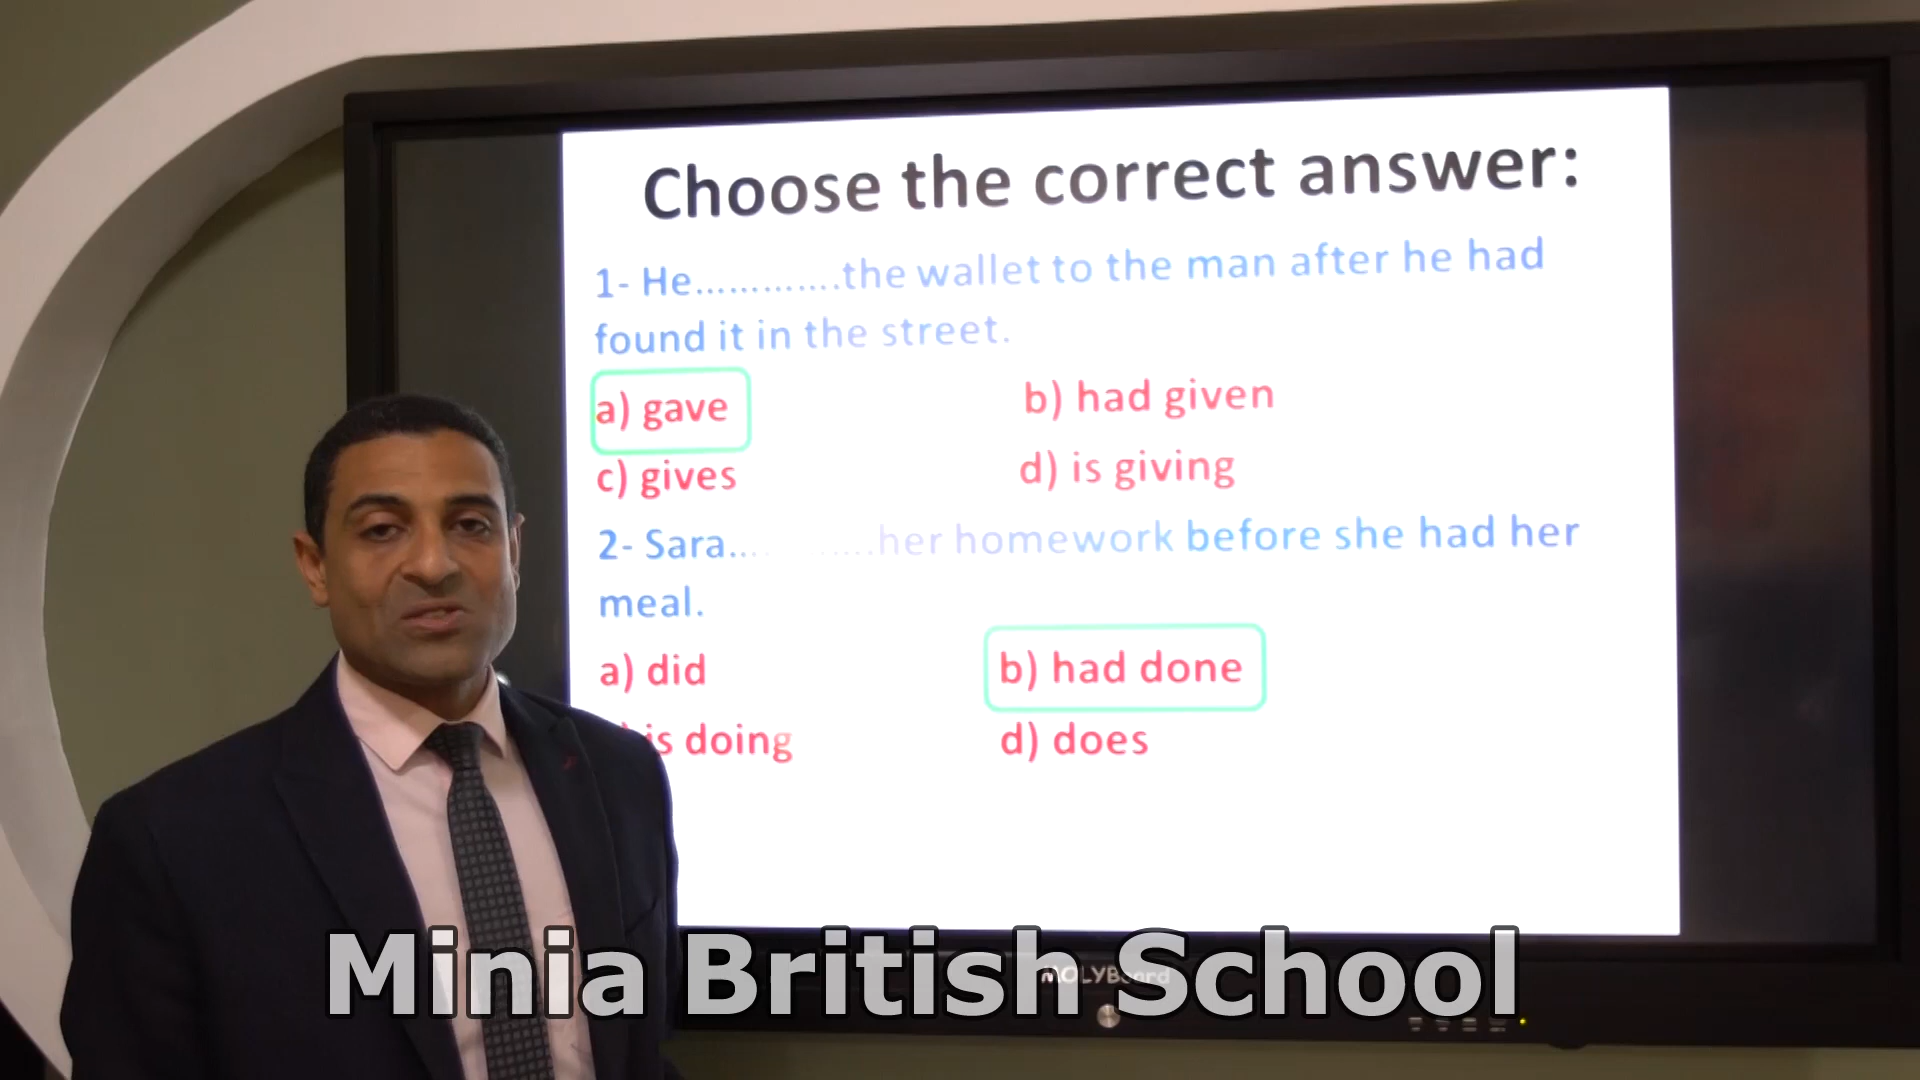 Choose the correct answer:
1- He.............the wallet to the man after he had
found it in the street.
a) gave b) had given
c) gives d) is giving
2- Sara.............her homework before she had her
meal.
a) did b) had done
) is doing d) does
MOLYBoard
Minia British School